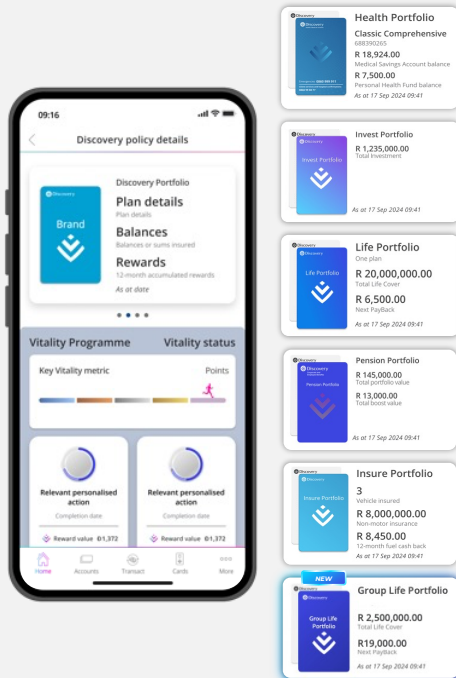 09:16
Discovery policy details
Discovery
Brand
Discovery Portfolio
Plan details
Plan details
Balances
Balances or sums insured
Rewards
12-month accumulated rewards
As at date
Vitality Programme
Vitality status
Key Vitality metric
Points
Relevant personalised
action
Completion date
Reward value
1,372
Relevant personalised
action
Completion date
Reward value
1,372
Home
Accounts
Transact
Cards
More
Discovery
Discovery
Health Portfolio
Classic Comprehensive
688390265
R 18,924.00
Medical Savings Account balance
R 7,500.00
Personal Health Fund balance
As at 17 Sep 2024 09:41
Discovery
Discovery
Invest Portfolio
Invest Portfolio
R 1,235,000.00
Total Investment
As at 17 Sep 2024 09:41
Discovery
Discovery
Life Portfolio
Life Portfolio
One plan
R 20,000,000.00
Total Life Cover
R 6,500.00
Next PayBack
As at 17 Sep 2024 09:41
Discovery
Discovery
Pension Portfolio
Pension Portfolio
R 145,000.00
Total portfolio value
R 13,000.00
Total boost value
As at 17 Sep 2024 09:41
Discovery
Discovery
Insure Portfolio
Insure Portfolio
3
Vehicle insured
R 8,000,000.00
Non-motor insurance
R 8,450.00
12-month fuel cash back
As at 17 Sep 2024 09:41
NEW
Discovery
Discovery
Group Life
Portfolio
Group Life Portfolio
R 2,500,000.00
Total Life Cover
R19,000.00
Next PayBack
As at 17 Sep 2024 09:41